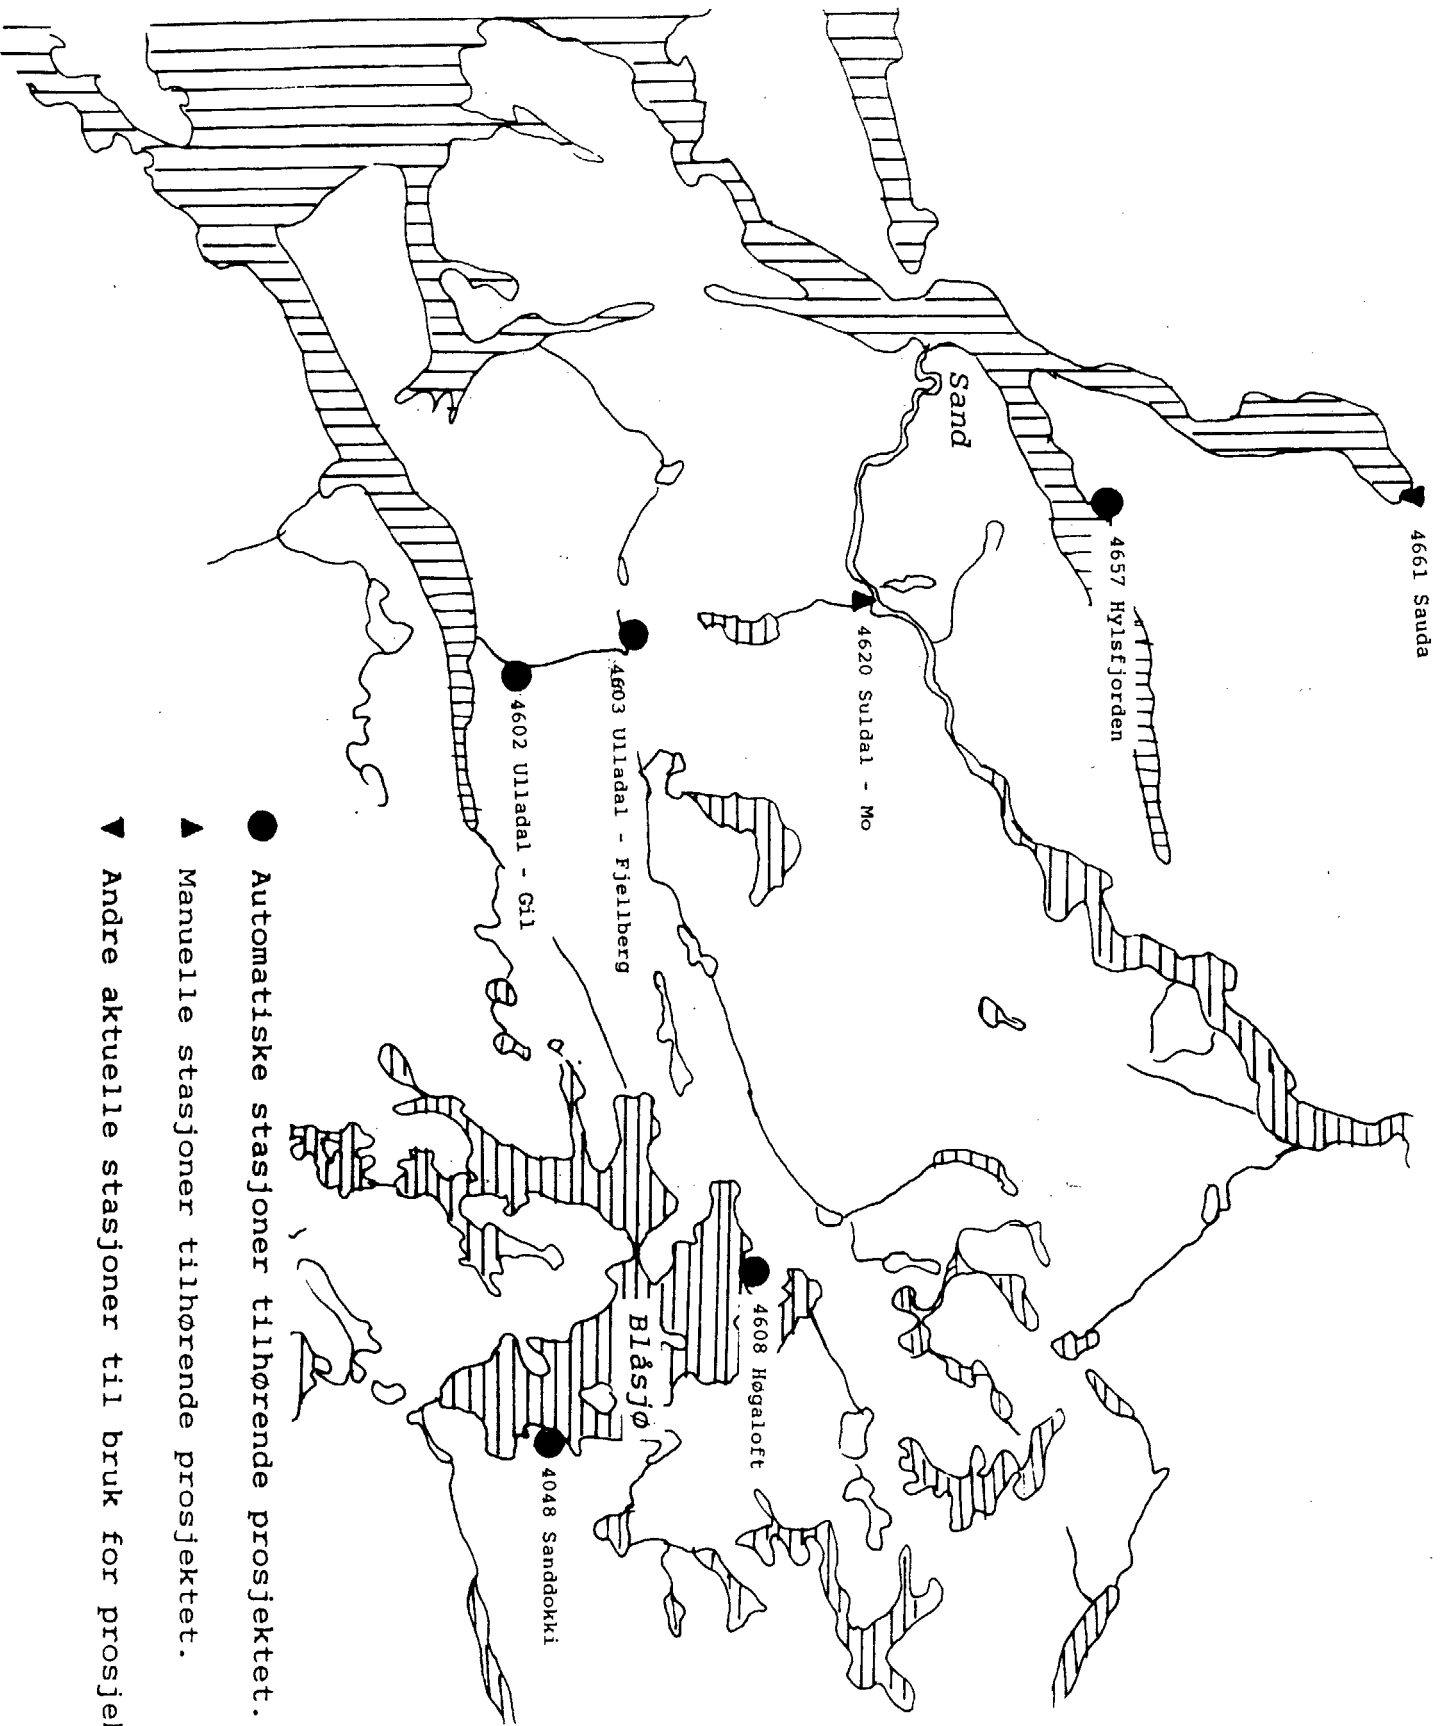 4661 Sauda
4657 Hylsfjorden
Sand
4620 Suldal - Mo
4608 Høgaloft
Blåsjø
4603 Ulladal - Fjellberg
4048 Sanddokki
4602 Ulladal - Gil
Automatiske stasjoner tilhørende prosjektet.
Manuelle stasjoner tilhørende prosjektet.
Andre aktuelle stasjoner til bruk for